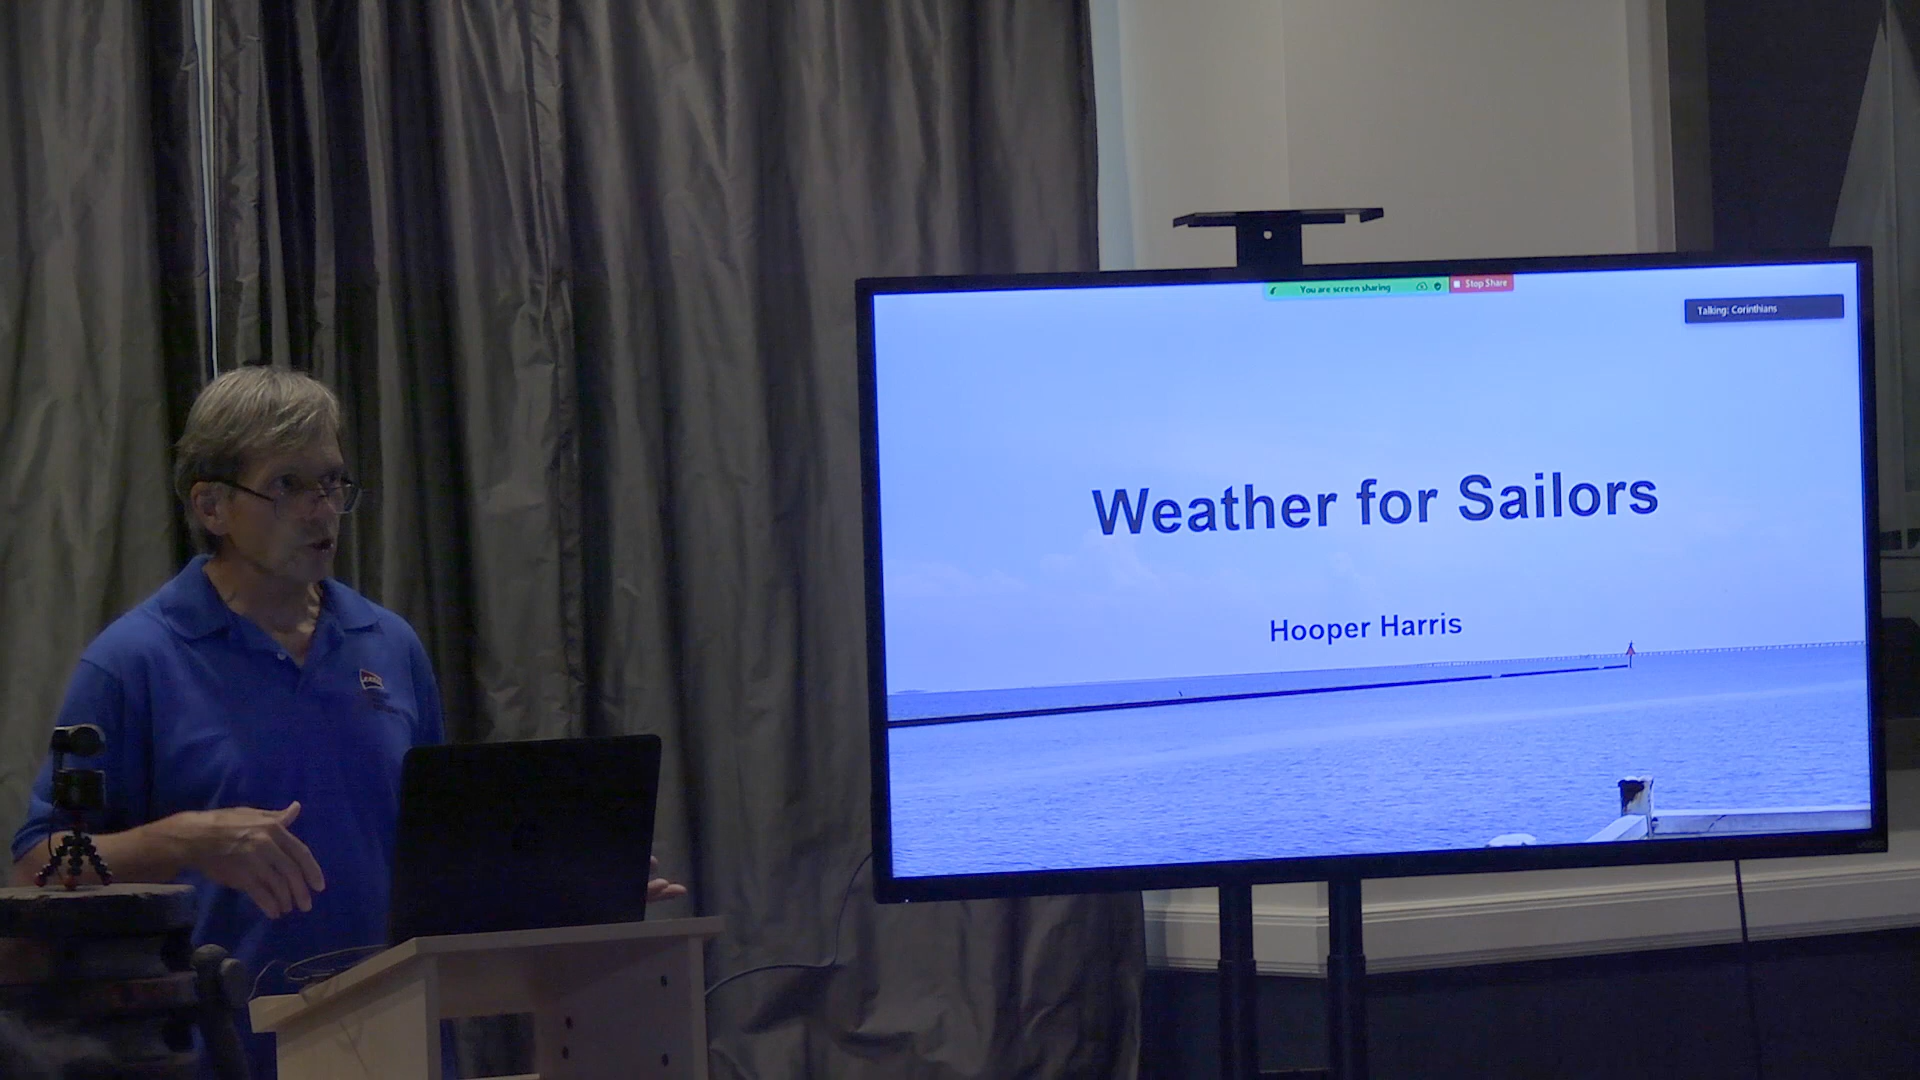 You are screen sharing
Stop Share
Talking: Corinthians
Weather for Sailors
Hooper Harris